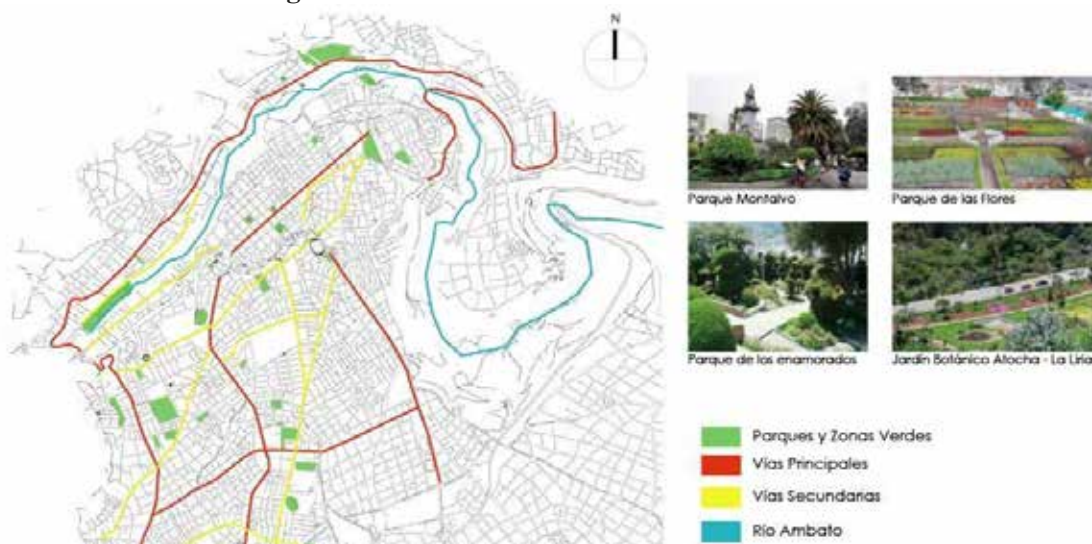 N
Parque Montalvo
Parque de las Flores
Parque de los enamorados
Jardín Botánico Atocha - La Liria
Parques y Zonas Verdes
Vías Principales
Vías Secundarias
Río Ambato